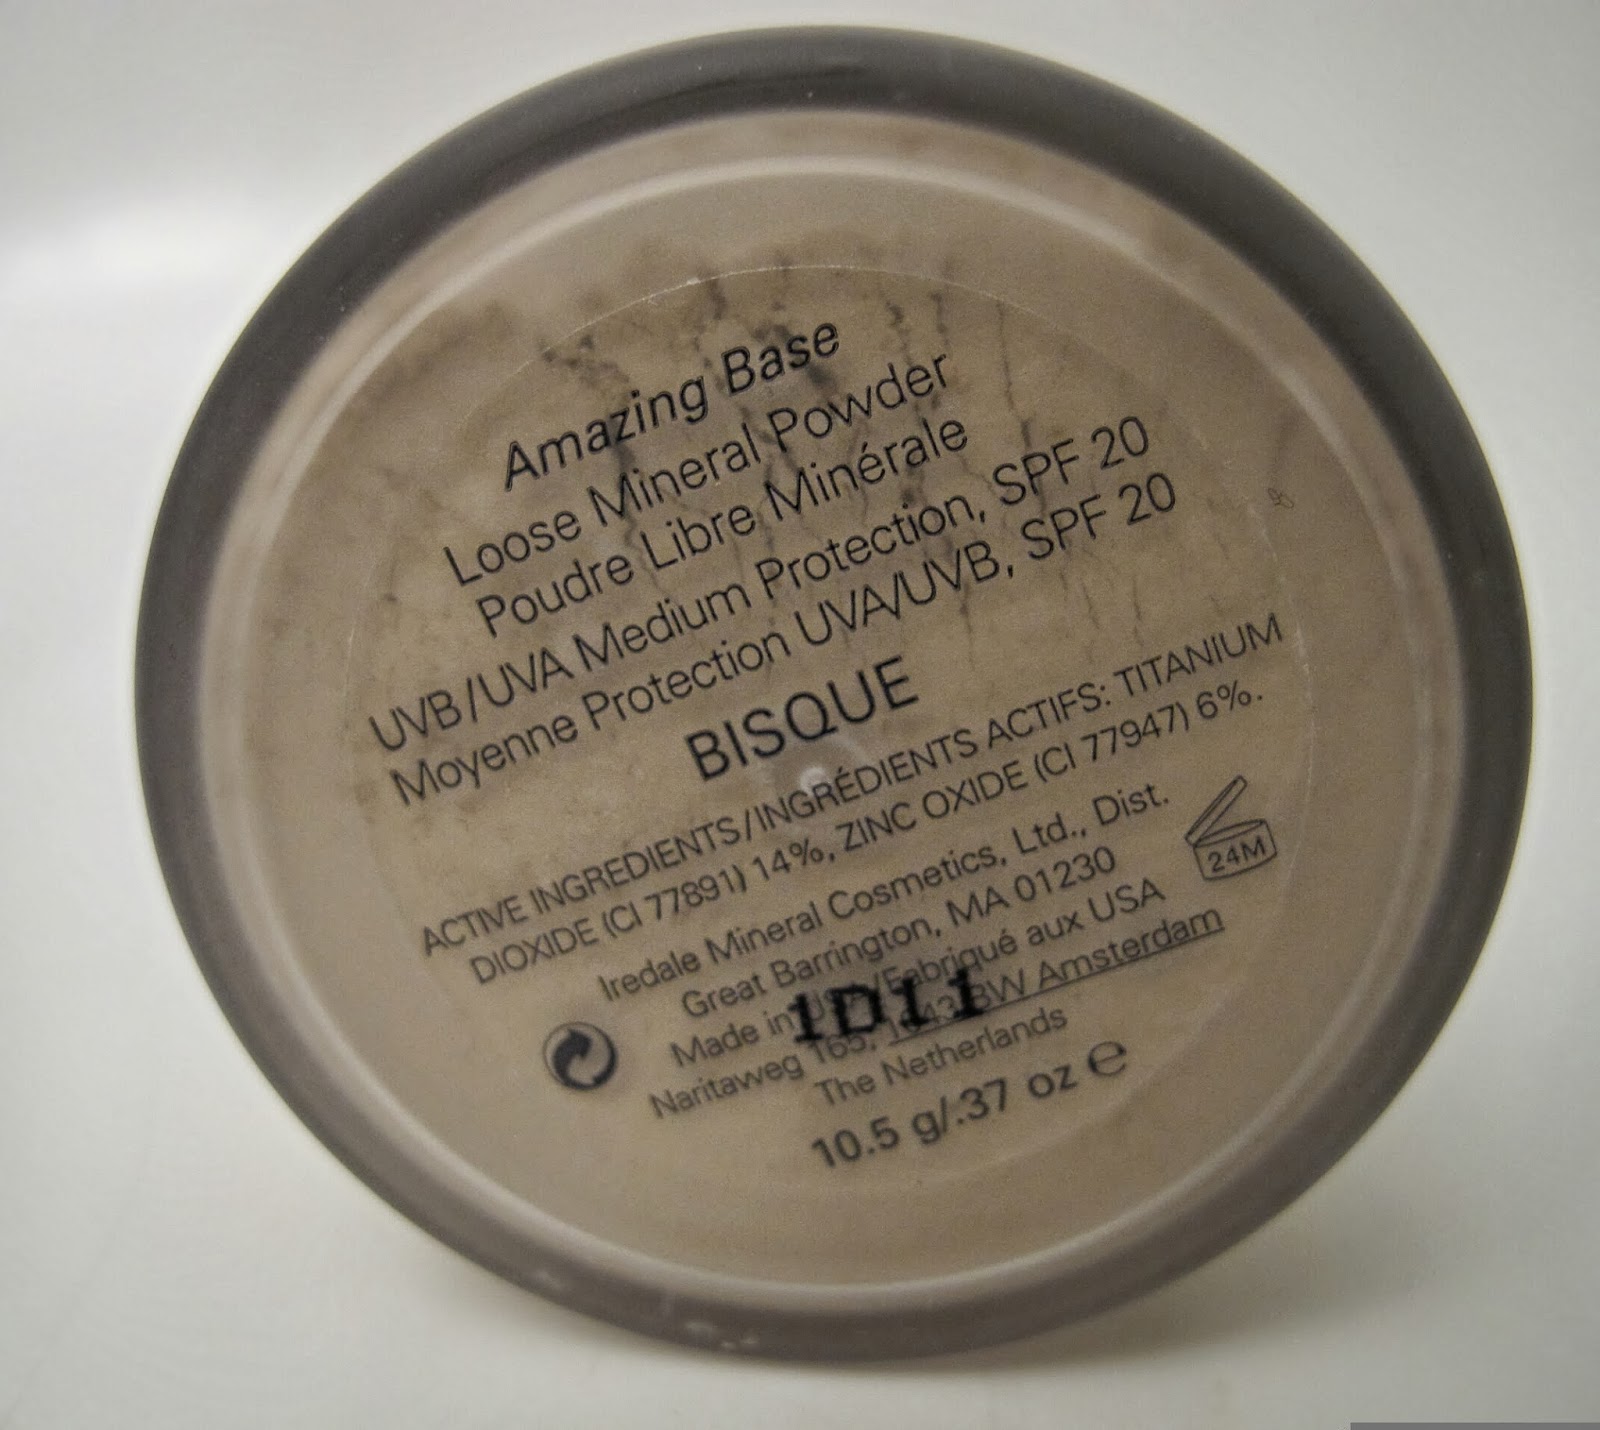 Amazing Base
Loose Mineral Powder
Poudre Libre Minérale
UVB/UVA Medium Protection, SPF 20
Moyenne Protection UVA/UVB, SPF 20
BISQUE
ACTIVE INGREDIENTS/INGRÉDIENTS ACTIFS: TITANIUM
DIOXIDE (CI 77891) 14%, ZINC OXIDE (CI 77947) 6%.
Iredale Mineral Cosmetics, Ltd., Dist.
Great Barrington, MA 01230
24M
Made in USA/Fabriqué aux USA
Naritaweg 165, BW Amsterdam
1D11
The Netherlands
10.5 g/.37 oz e